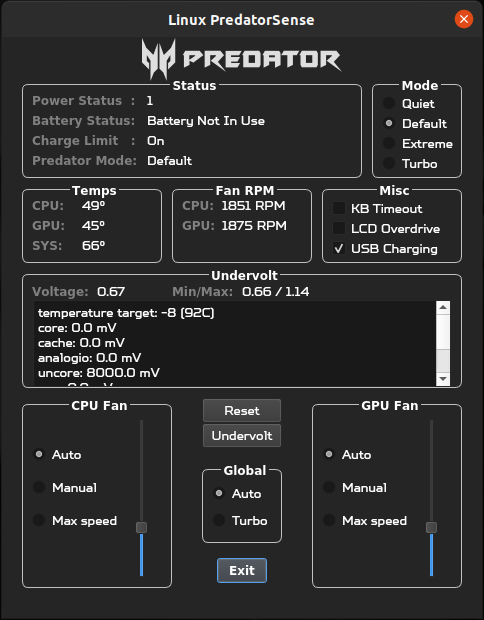 Linux PredatorSense
PREDATOR
Status
Power Status : 1
Battery Status: Battery Not In Use
Charge Limit : On
Predator Mode: Default
Mode
Quiet
Default
Extreme
Turbo
Temps
CPU: 49°
GPU: 45°
SYS: 66°
Fan RPM
CPU: 1851 RPM
GPU: 1875 RPM
Misc
KB Timeout
LCD Overdrive
USB Charging
Undervolt
Voltage: 0.67 Min/Max: 0.66 / 1.14
temperature target: -8 (92C)
core: 0.0 mV
cache: 0.0 mV
analogio: 0.0 mV
uncore: 8000.0 mV
CPU Fan
Auto
Manual
Max speed
Reset
Undervolt
Global
Auto
Turbo
Exit
GPU Fan
Auto
Manual
Max speed